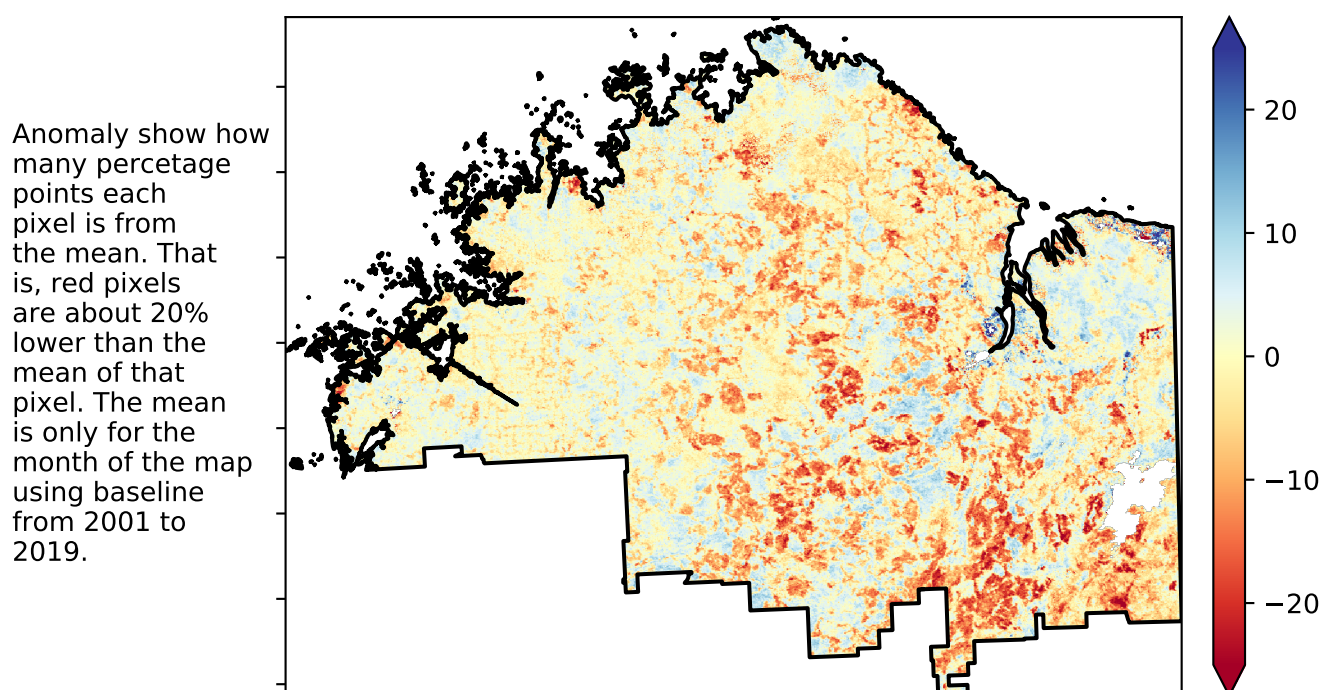 Anomaly show how
many percetage
points each
pixel is from
the mean. That
is, red pixels
are about 20%
lower than the
mean of that
pixel. The mean
is only for the
month of the map
using baseline
from 2001 to
2019.
20
10
0
−10
−20